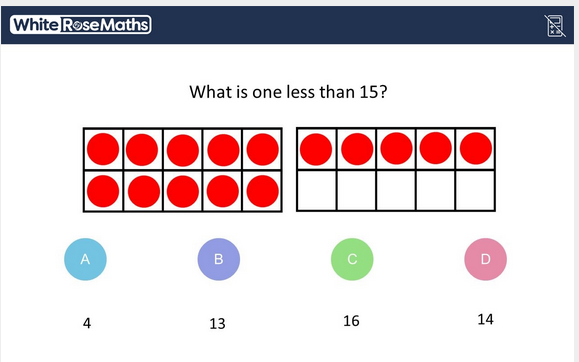 White Rose Maths
What is one less than 15?
A B C D
4 13 16 14